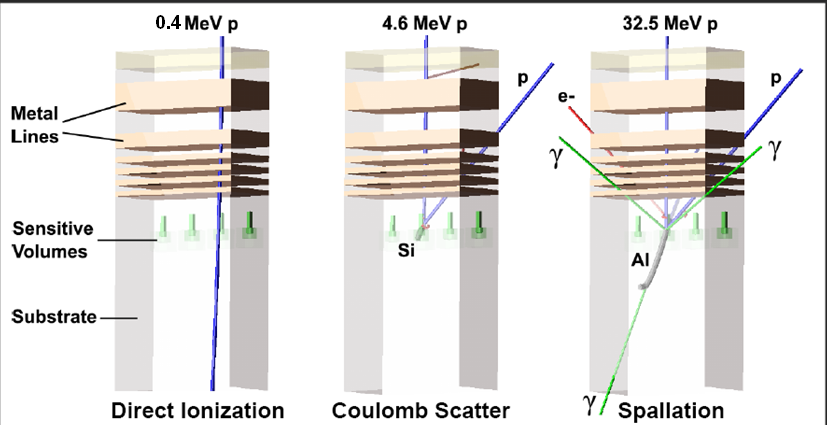 0.4 MeV p
4.6 MeV p
32.5 MeV p
Metal
Lines
Sensitive
Volumes
Substrate
p
Si
e-
γ
p
γ
Al
γ
Direct Ionization
Coulomb Scatter
Spallation